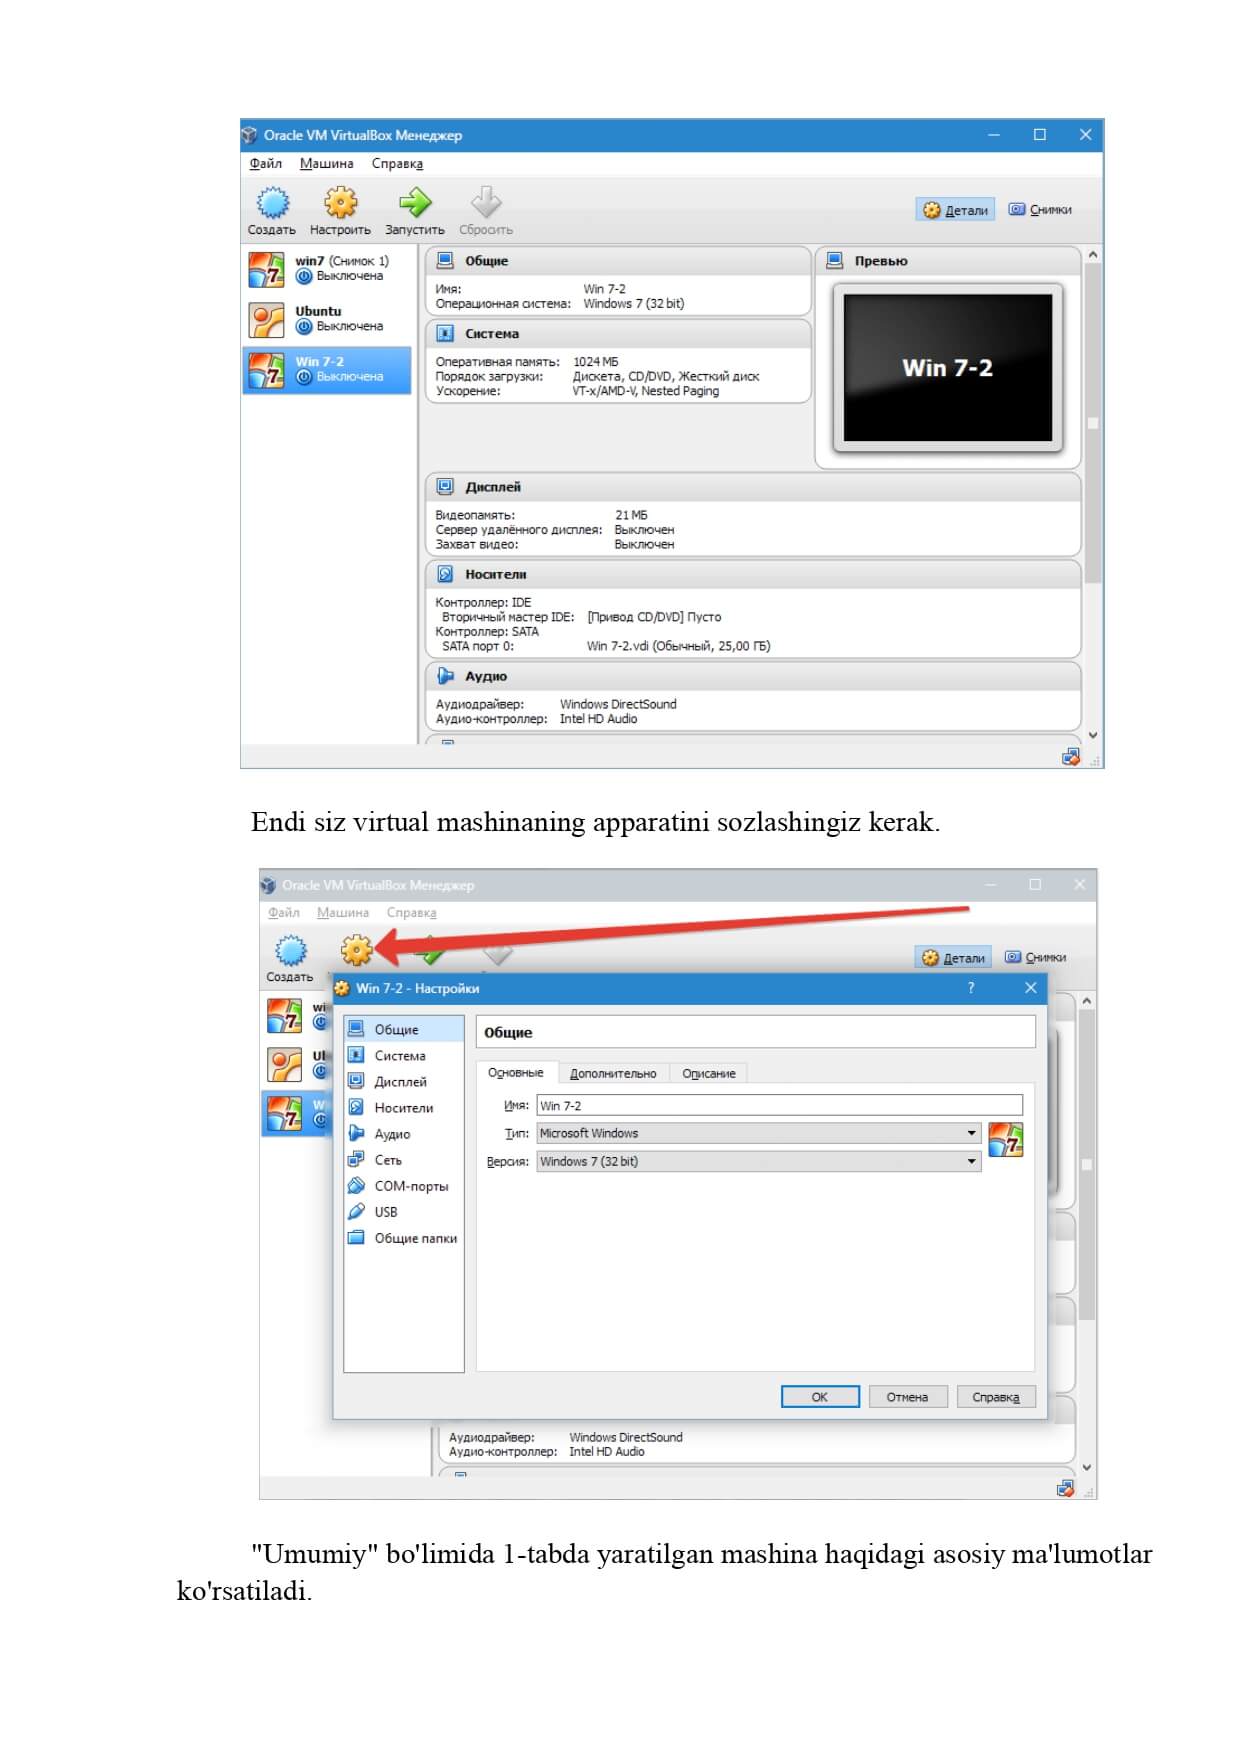 Oracle VM VirtualBox Менеджер
Файл Машина Справка
Создать Настроить Запустить Сбросить Детали Снимки
win7 (Снимок 1)
Выключена
Ubuntu
Выключена
Win 7-2
Выключена
Общие
Имя: Win 7-2
Операционная система: Windows 7 (32 bit)
Система
Оперативная память: 1024 МБ
Порядок загрузки: Дискета, CD/DVD, Жесткий диск
Ускорение: VT-x/AMD-V, Nested Paging
Превью
Win 7-2
Дисплей
Видеопамять: 21 МБ
Сервер удалённого дисплея: Выключен
Захват видео: Выключен
Носители
Контроллер: IDE
Вторичный мастер IDE: [Привод CD/DVD] Пусто
Контроллер: SATA
SATA порт 0: Win 7-2.vdi (Обычный, 25,00 ГБ)
Аудио
Аудиодрайвер: Windows DirectSound
Аудио-контроллер: Intel HD Audio
Endi siz virtual mashinaning apparatini sozlashingiz kerak.
Oracle VM VirtualBox Менеджер
Файл Машина Справка
Создать Детали Снимки
Win 7-2 - Настройки
Общие
Система
Дисплей
Носители
Аудио
Сеть
COM-порты
USB
Общие папки
Общие
Основные Дополнительно Описание
Имя: Win 7-2
Тип: Microsoft Windows
Версия: Windows 7 (32 bit)
OK Отмена Справка
Аудиодрайвер: Windows DirectSound
Аудио-контроллер: Intel HD Audio
"Umumiy" bo'limida 1-tabda yaratilgan mashina haqidagi asosiy ma'lumotlar
ko'rsatiladi.